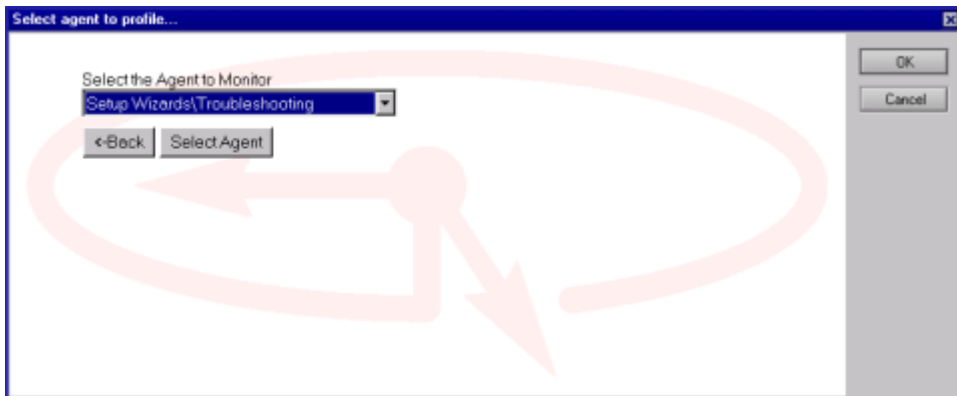 Select agent to profile...
OK
Select the Agent to Monitor
Setup Wizards\Troubleshooting
Cancel
<-Back Select Agent